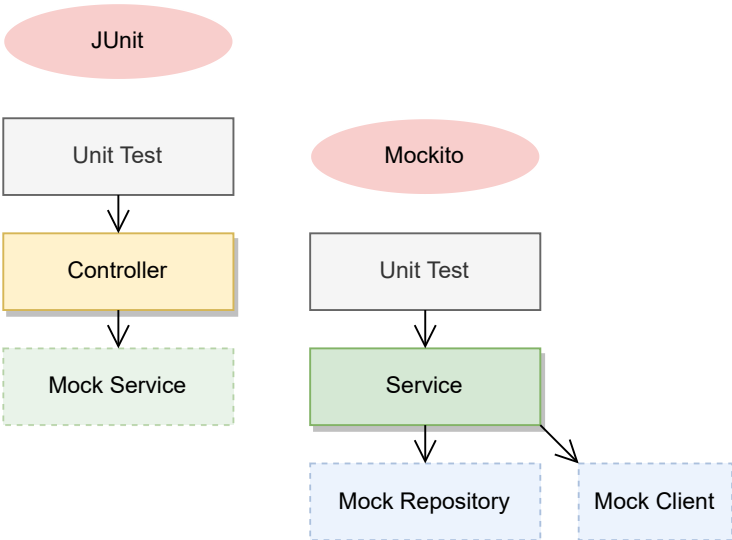 JUnit
Unit Test
Controller
Mock Service
Mockito
Unit Test
Service
Mock Repository
Mock Client